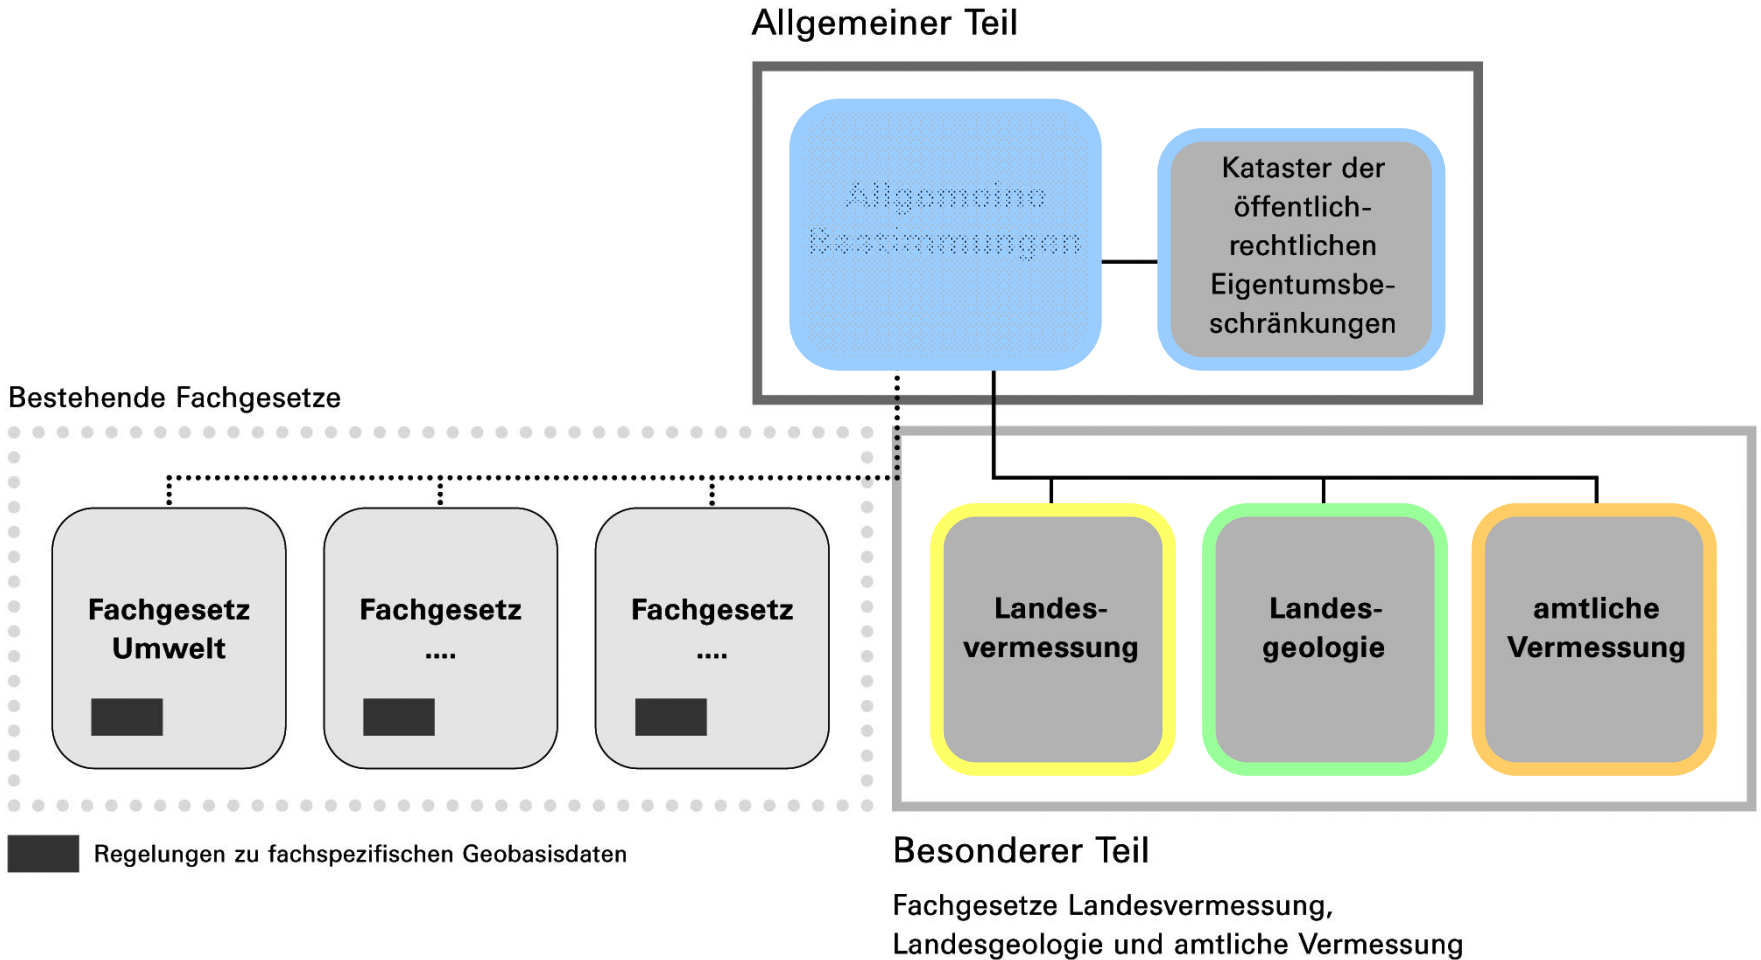 Allgemeiner Teil
Allgemeine
Bestimmungen
Kataster der
öffentlich-
rechtlichen
Eigentumsbe-
schränkungen
Bestehende Fachgesetze
Fachgesetz
Umwelt
Fachgesetz
....
Fachgesetz
....
Landes-
vermessung
Landes-
geologie
amtliche
Vermessung
Regelungen zu fachspezifischen Geobasisdaten
Besonderer Teil
Fachgesetze Landesvermessung,
Landesgeologie und amtliche Vermessung